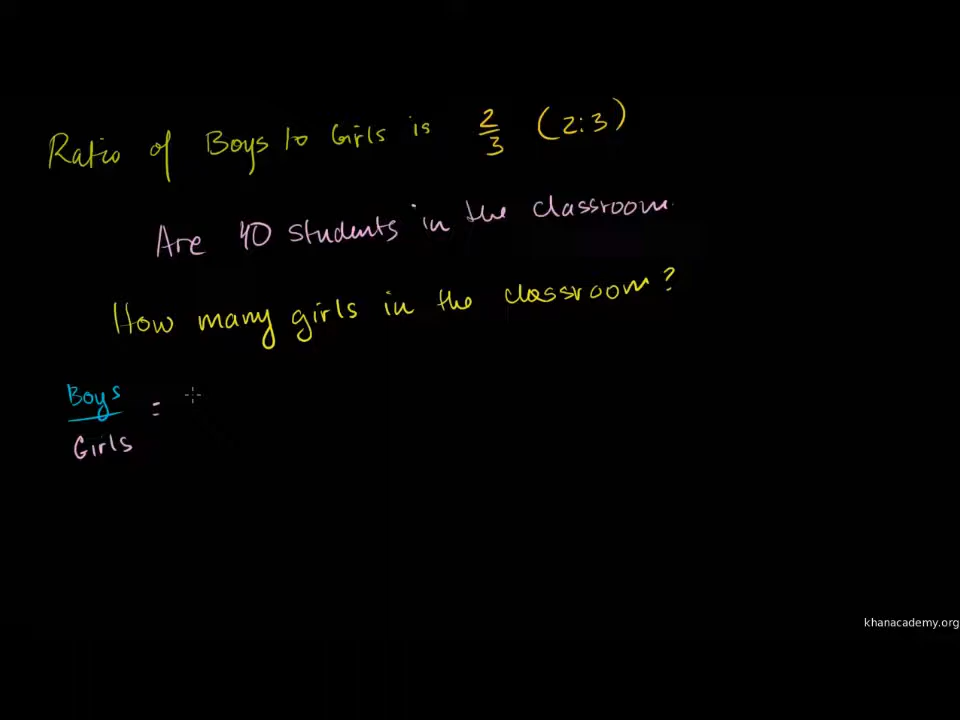 Ratio of Boys to Girls is 2/3 (2:3)
Are 40 students in the classroom.
How many girls in the classroom?
Boys/Girls =
khanacademy.org